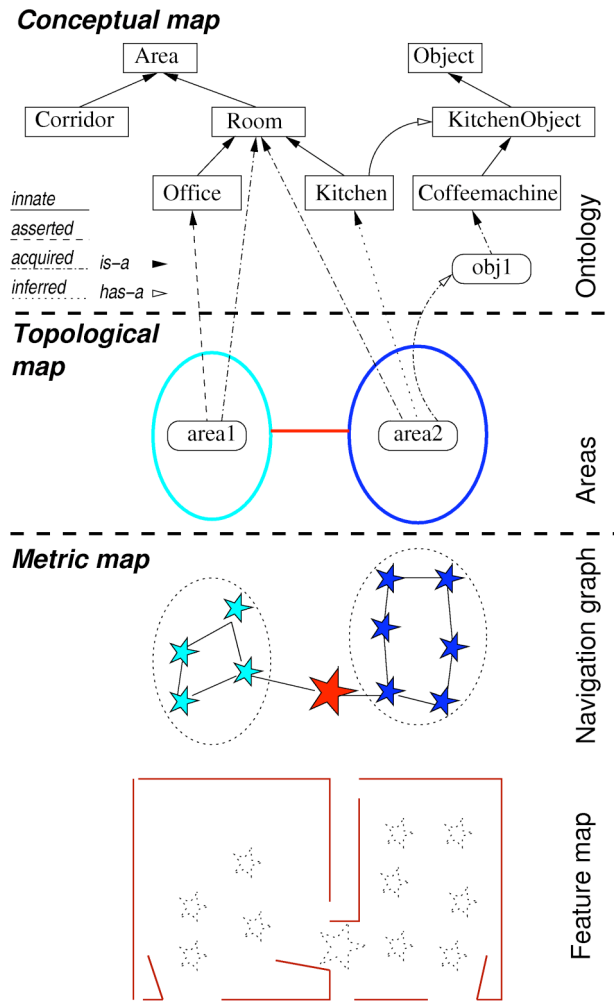 Conceptual map
Area
Object
Corridor
Room
KitchenObject
Office
Kitchen
Coffeemachine
innate
asserted
acquired is-a
inferred has-a
obj1
Ontology
Topological
map
area1
area2
Areas
Metric map
Navigation graph
Feature map